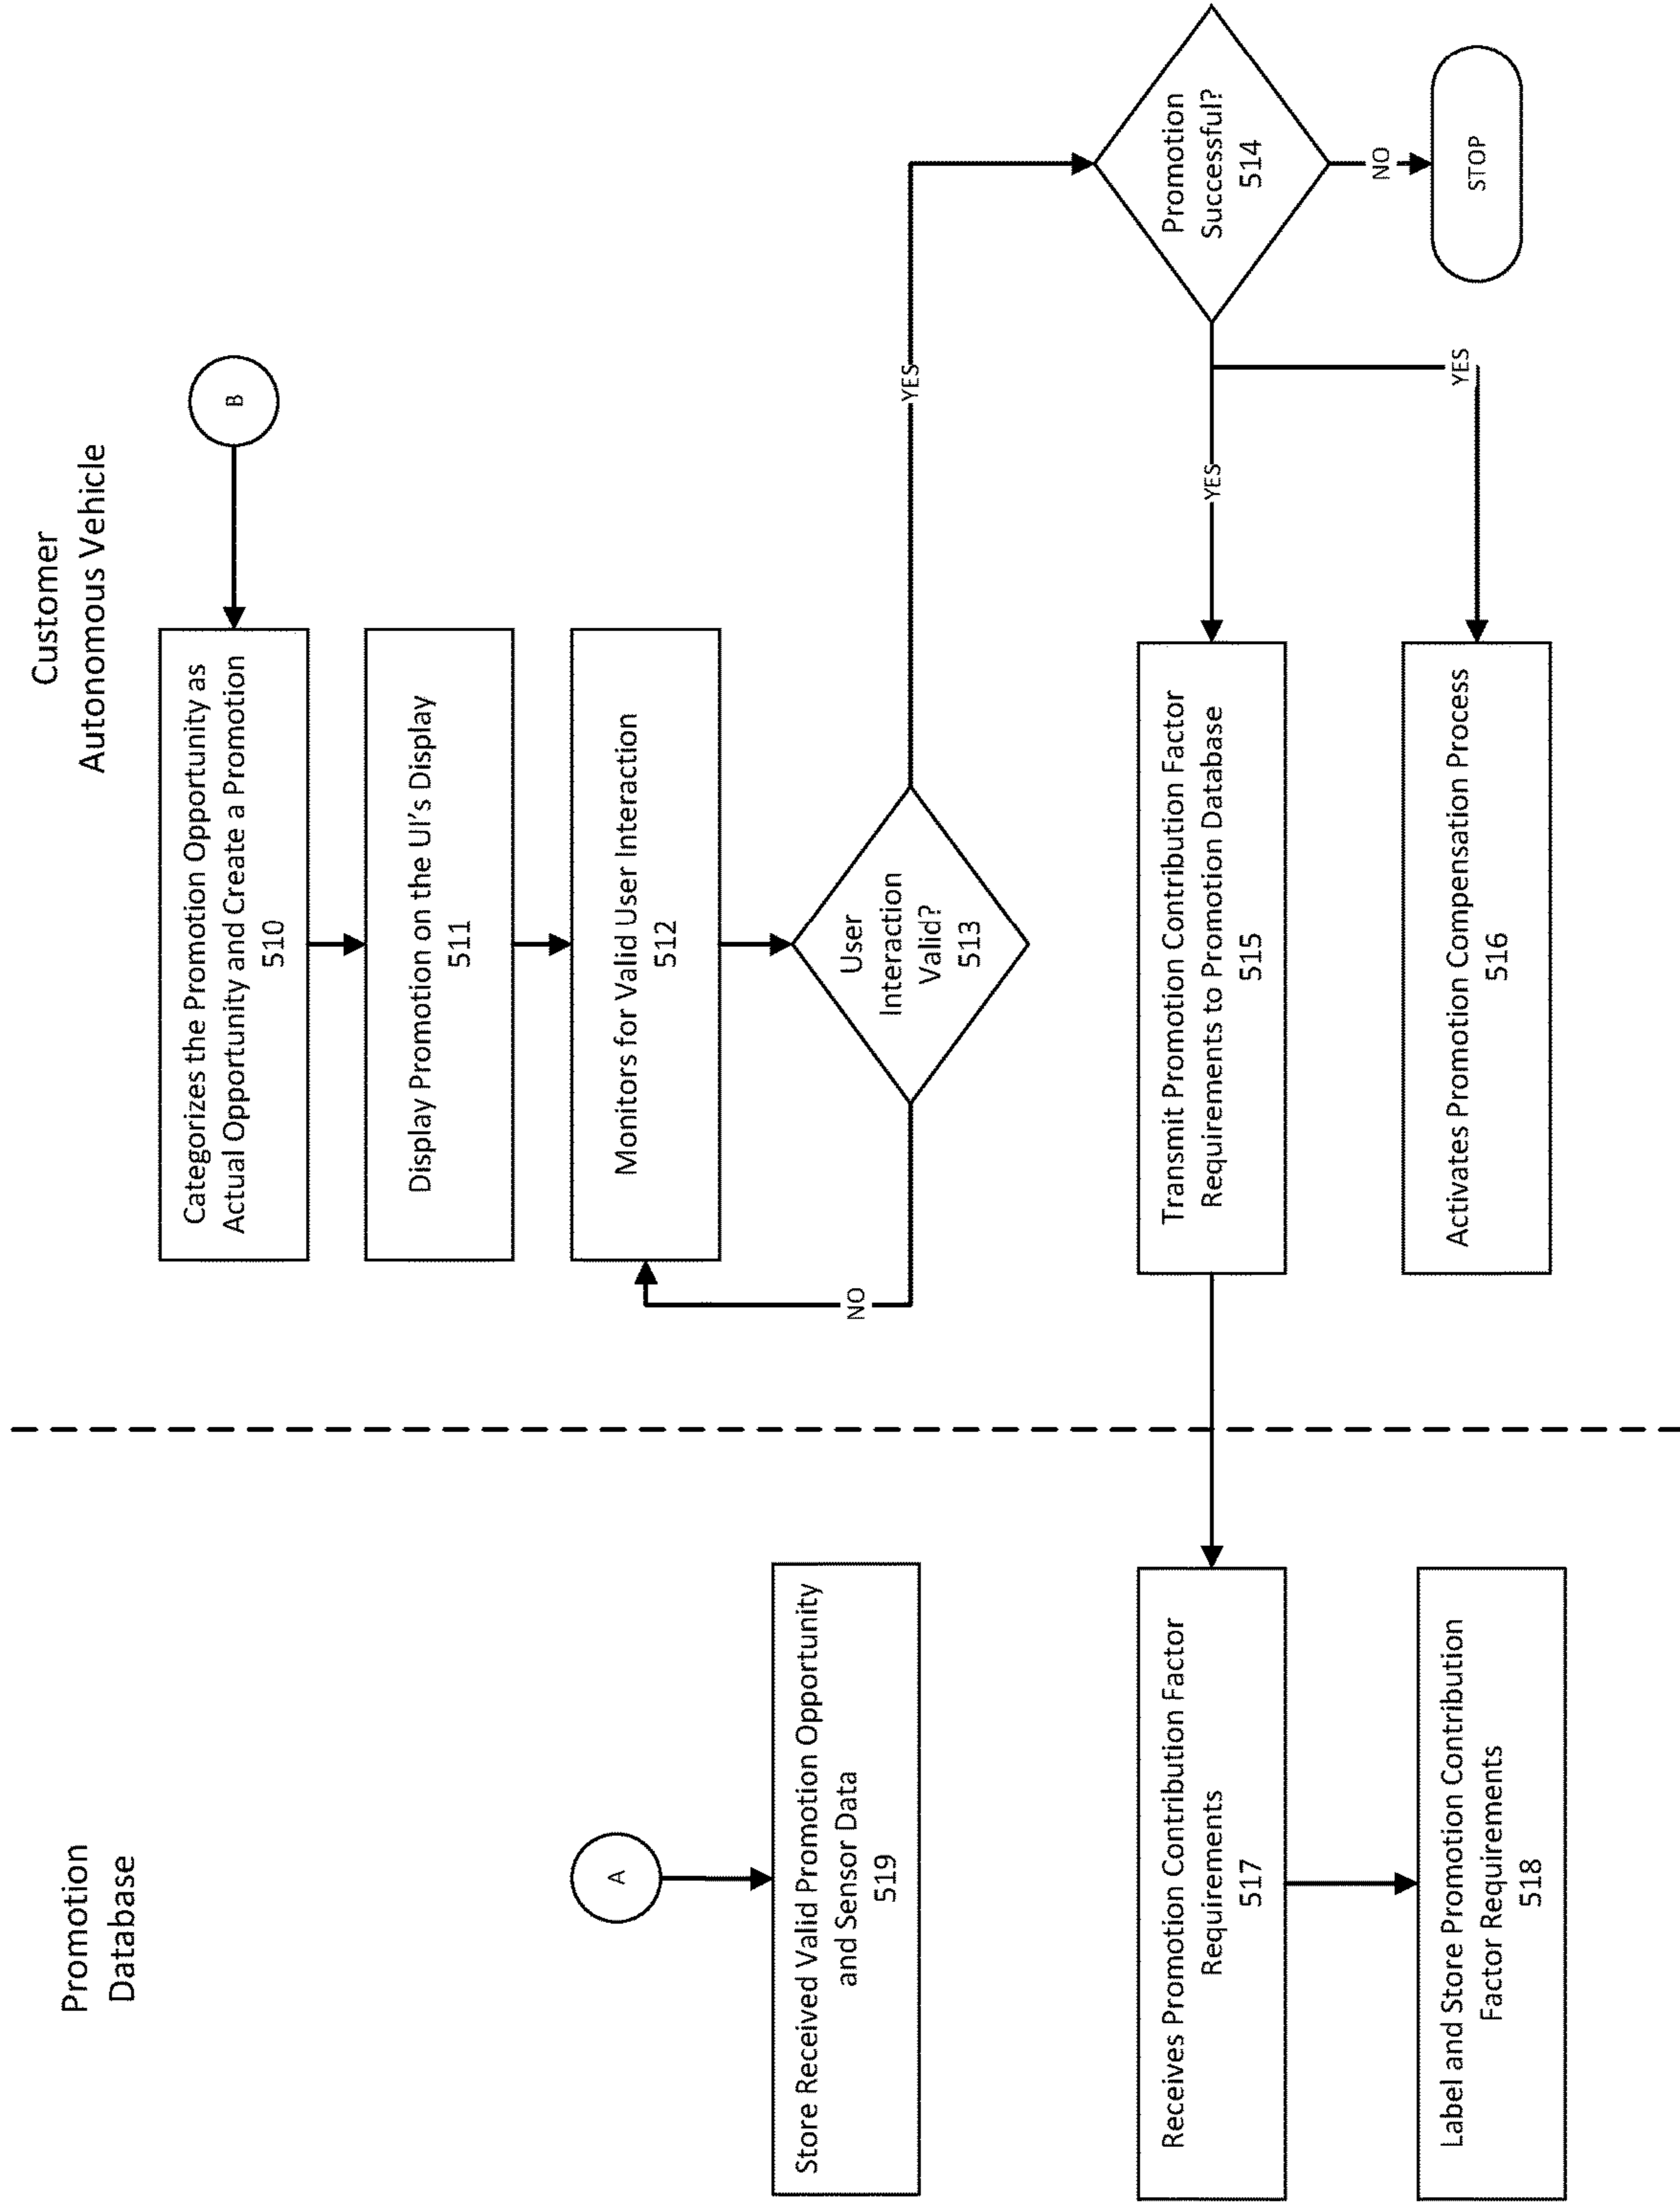 Promotion
Database
Customer
Autonomous Vehicle
B
Categorizes the Promotion Opportunity as
Actual Opportunity and Create a Promotion
510
Display Promotion on the UI's Display
511
Monitors for Valid User Interaction
512
A
Store Received Valid Promotion Opportunity
and Sensor Data
519
NO
User
Interaction
Valid?
513
YES
Promotion
Successful?
514
NO
STOP
YES
YES
Transmit Promotion Contribution Factor
Requirements to Promotion Database
515
Activates Promotion Compensation Process
516
Receives Promotion Contribution Factor
Requirements
517
Label and Store Promotion Contribution
Factor Requirements
518